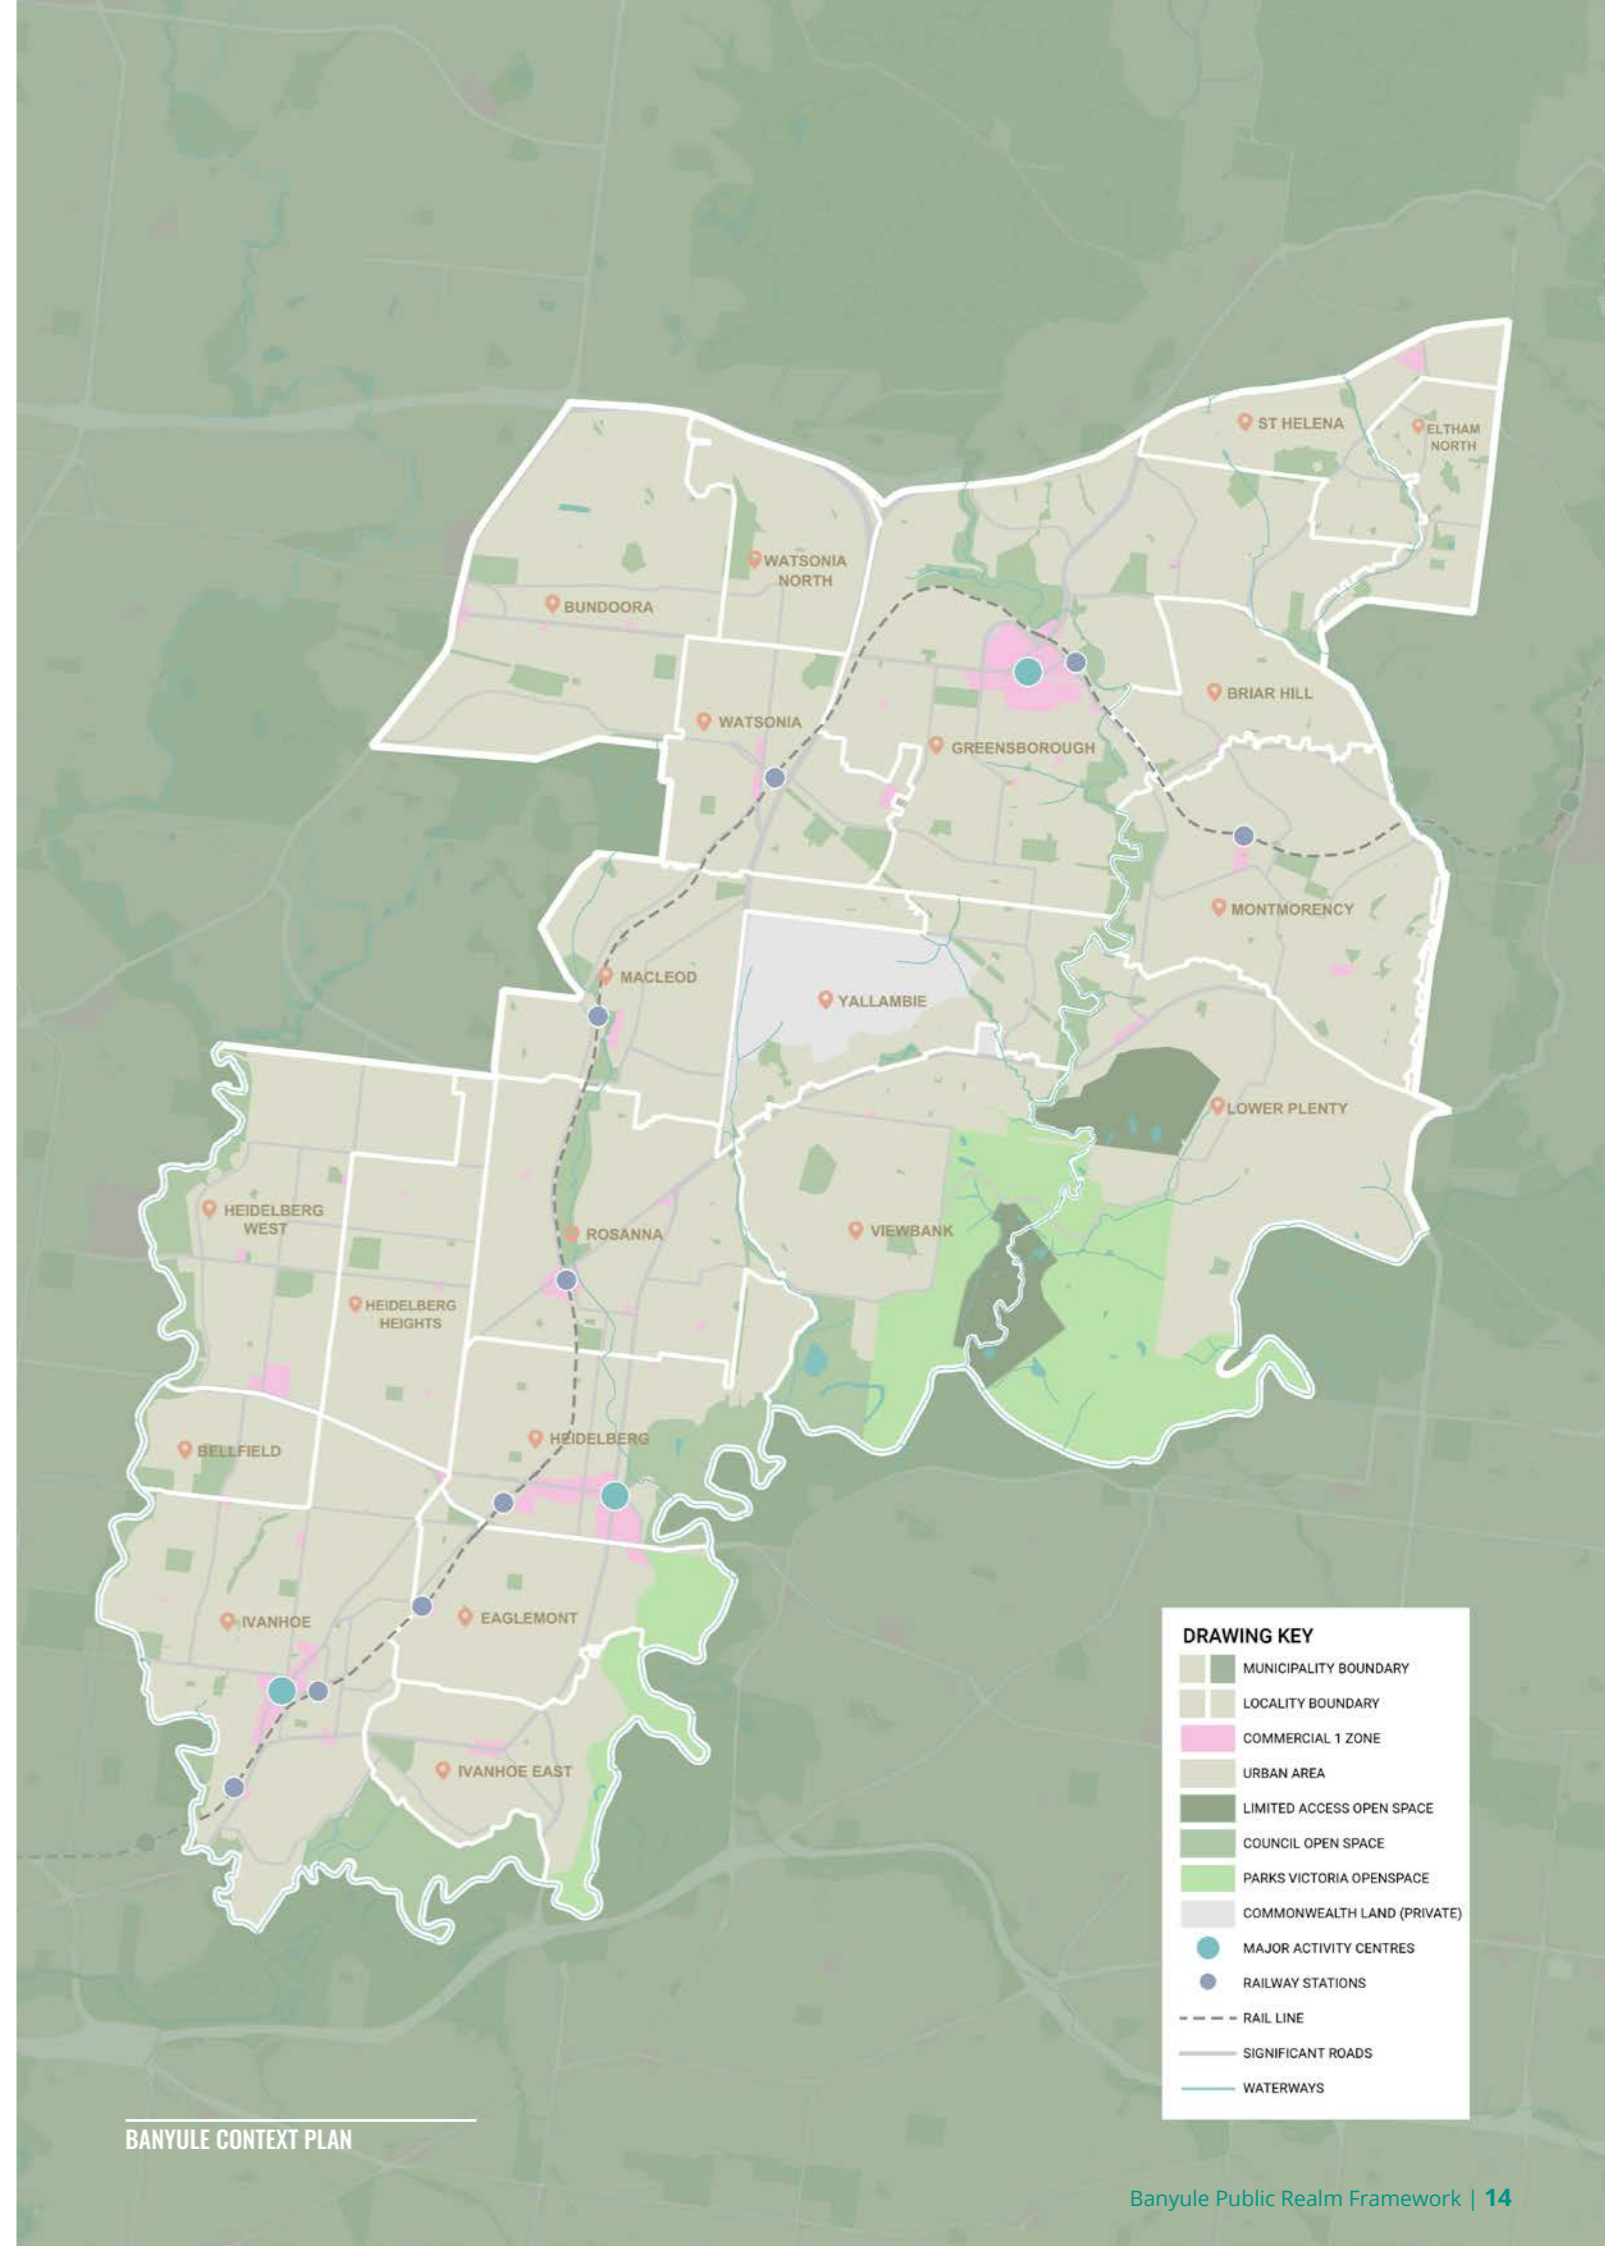 ST HELENA
ELTHAM
NORTH
WATSONIA
NORTH
BUNDOORA
BRIAR HILL
WATSONIA
GREENSBOROUGH
MONTMORENCY
MACLEOD
YALLAMBIE
LOWER PLENTY
HEIDELBERG
WEST
VIEWBANK
ROSANNA
HEIDELBERG
HEIGHTS
HEIDELBERG
BELLFIELD
EAGLEMONT
IVANHOE
IVANHOE EAST
DRAWING KEY
MUNICIPALITY BOUNDARY
LOCALITY BOUNDARY
COMMERCIAL 1 ZONE
URBAN AREA
LIMITED ACCESS OPEN SPACE
COUNCIL OPEN SPACE
PARKS VICTORIA OPENSPACE
COMMONWEALTH LAND (PRIVATE)
MAJOR ACTIVITY CENTRES
RAILWAY STATIONS
RAIL LINE
SIGNIFICANT ROADS
WATERWAYS
BANYULE CONTEXT PLAN
Banyule Public Realm Framework | 14